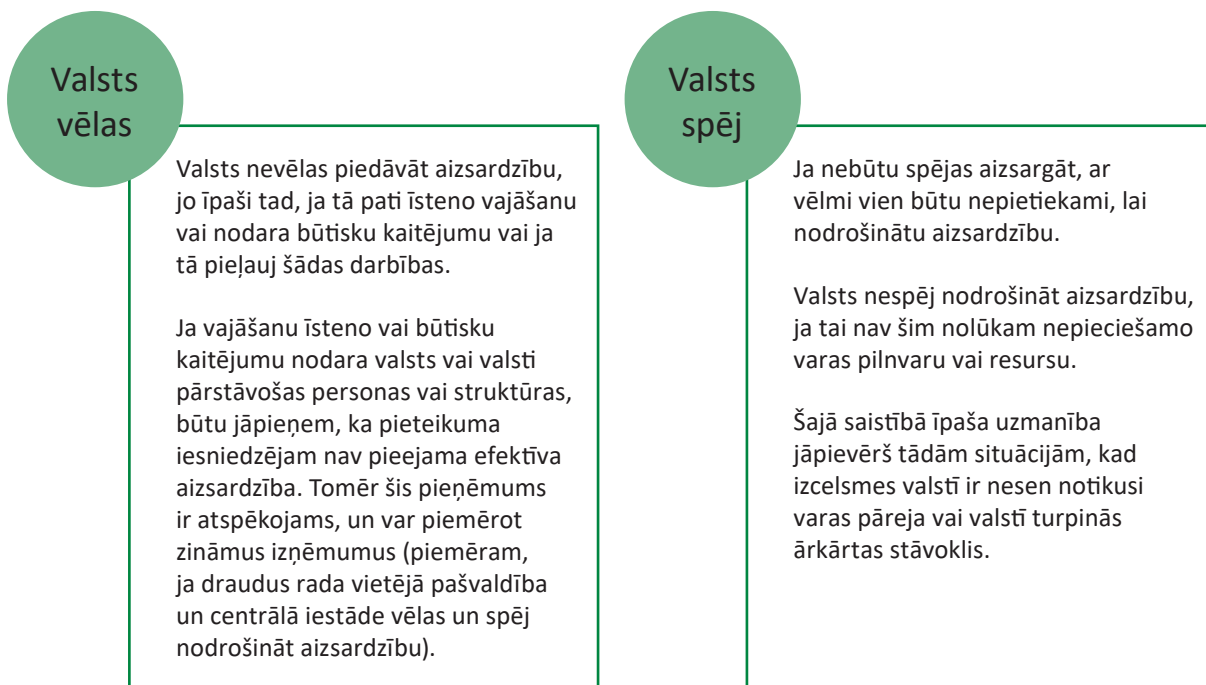 Valsts
vēlas
Valsts nevēlas piedāvāt aizsardzību,
jo īpaši tad, ja tā pati īsteno vajāšanu
vai nodara būtisku kaitējumu vai ja
tā pieļauj šādas darbības.
Ja vajāšanu īsteno vai būtisku
kaitējumu nodara valsts vai valsti
pārstāvošas personas vai struktūras,
būtu jāpieņem, ka pieteikuma
iesniedzējam nav pieejama efektīva
aizsardzība. Tomēr šis pieņēmums
ir atspēkojams, un var piemērot
zināmus izņēmumus (piemēram,
ja draudus rada vietējā pašvaldība
un centrālā iestāde vēlas un spēj
nodrošināt aizsardzību).
Valsts
spēj
Ja nebūtu spējas aizsargāt, ar
vēlmi vien būtu nepietiekami, lai
nodrošinātu aizsardzību.
Valsts nespēj nodrošināt aizsardzību,
ja tai nav šim nolūkam nepieciešamo
varas pilnvaru vai resursu.
Šajā saistībā īpaša uzmanība
jāpievērš tādām situācijām, kad
izcelsmes valstī ir nesen notikusi
varas pāreja vai valstī turpinās
ārkārtas stāvoklis.